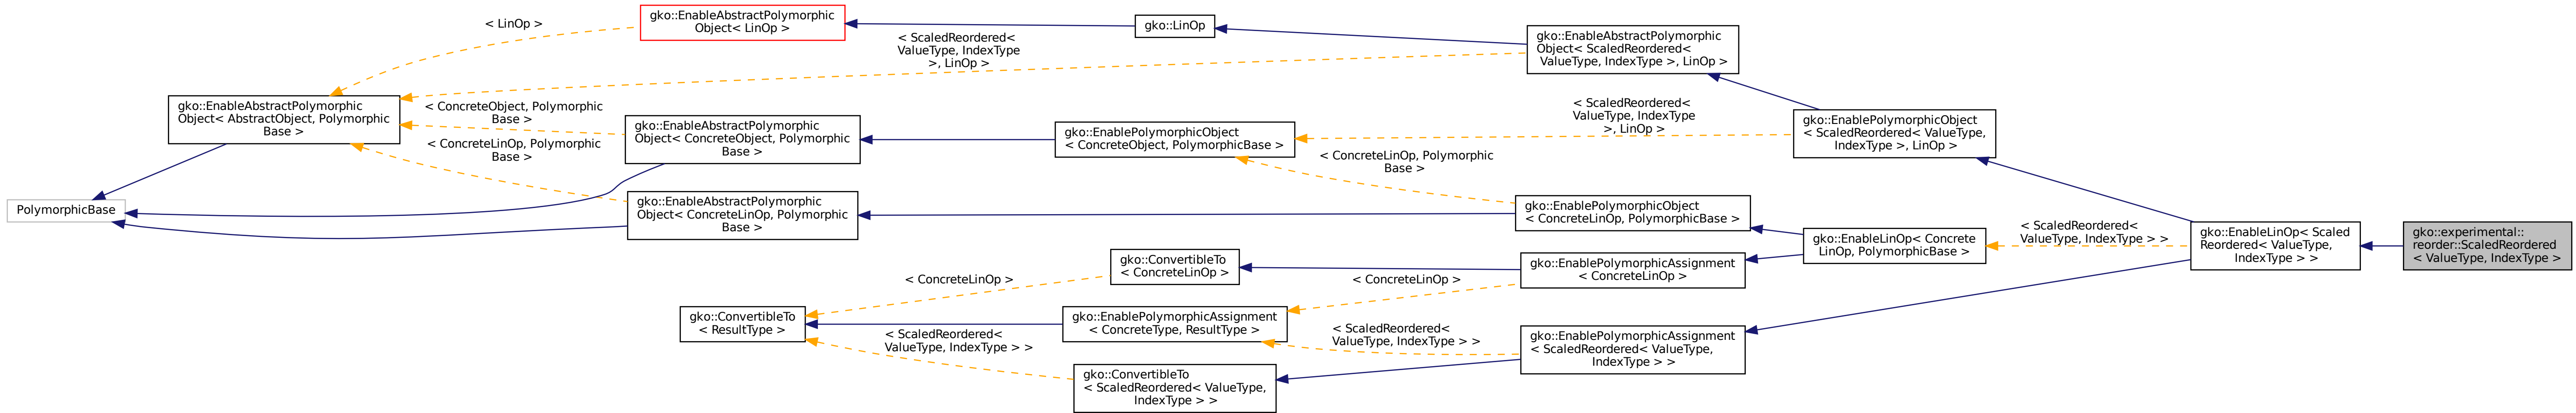 gko::EnableAbstractPolymorphic
Object< LinOp >
< LinOp >
gko::LinOp
< ScaledReordered<
ValueType, IndexType
>, LinOp >
gko::EnableAbstractPolymorphic
Object< ScaledReordered<
ValueType, IndexType >, LinOp >
gko::EnableAbstractPolymorphic
Object< AbstractObject, Polymorphic
Base >
< ConcreteObject, Polymorphic
Base >
< ConcreteLinOp, Polymorphic
Base >
gko::EnableAbstractPolymorphic
Object< ConcreteObject, Polymorphic
Base >
gko::EnablePolymorphicObject
< ConcreteObject, PolymorphicBase >
< ScaledReordered<
ValueType, IndexType
>, LinOp >
gko::EnablePolymorphicObject
< ScaledReordered< ValueType,
IndexType >, LinOp >
< ConcreteLinOp, Polymorphic
Base >
PolymorphicBase
gko::EnableAbstractPolymorphic
Object< ConcreteLinOp, Polymorphic
Base >
gko::EnablePolymorphicObject
< ConcreteLinOp, PolymorphicBase >
gko::EnableLinOp< Concrete
LinOp, PolymorphicBase >
< ScaledReordered<
ValueType, IndexType > >
gko::EnableLinOp< Scaled
Reordered< ValueType,
IndexType > >
gko::experimental::
reorder::ScaledReordered
< ValueType, IndexType >
gko::ConvertibleTo
< ConcreteLinOp >
gko::EnablePolymorphicAssignment
< ConcreteLinOp >
< ConcreteLinOp >
< ConcreteLinOp >
gko::ConvertibleTo
< ResultType >
gko::EnablePolymorphicAssignment
< ConcreteType, ResultType >
< ScaledReordered<
ValueType, IndexType > >
< ScaledReordered<
ValueType, IndexType > >
gko::EnablePolymorphicAssignment
< ScaledReordered< ValueType,
IndexType > >
gko::ConvertibleTo
< ScaledReordered< ValueType,
IndexType > >